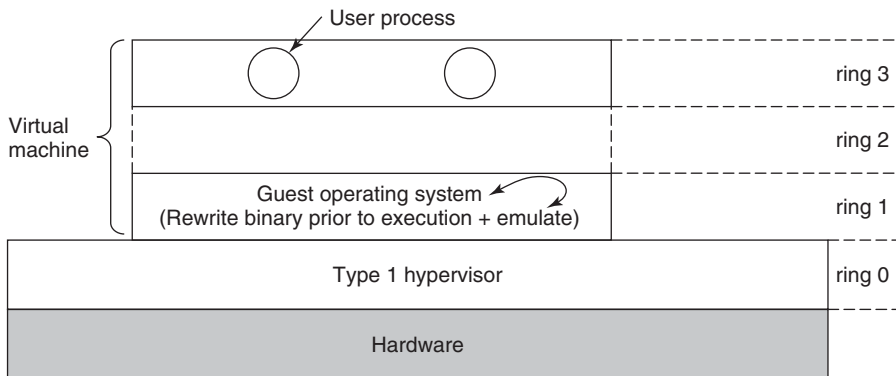 User process
ring 3
Virtual
machine
ring 2
Guest operating system
(Rewrite binary prior to execution + emulate)
ring 1
Type 1 hypervisor
ring 0
Hardware